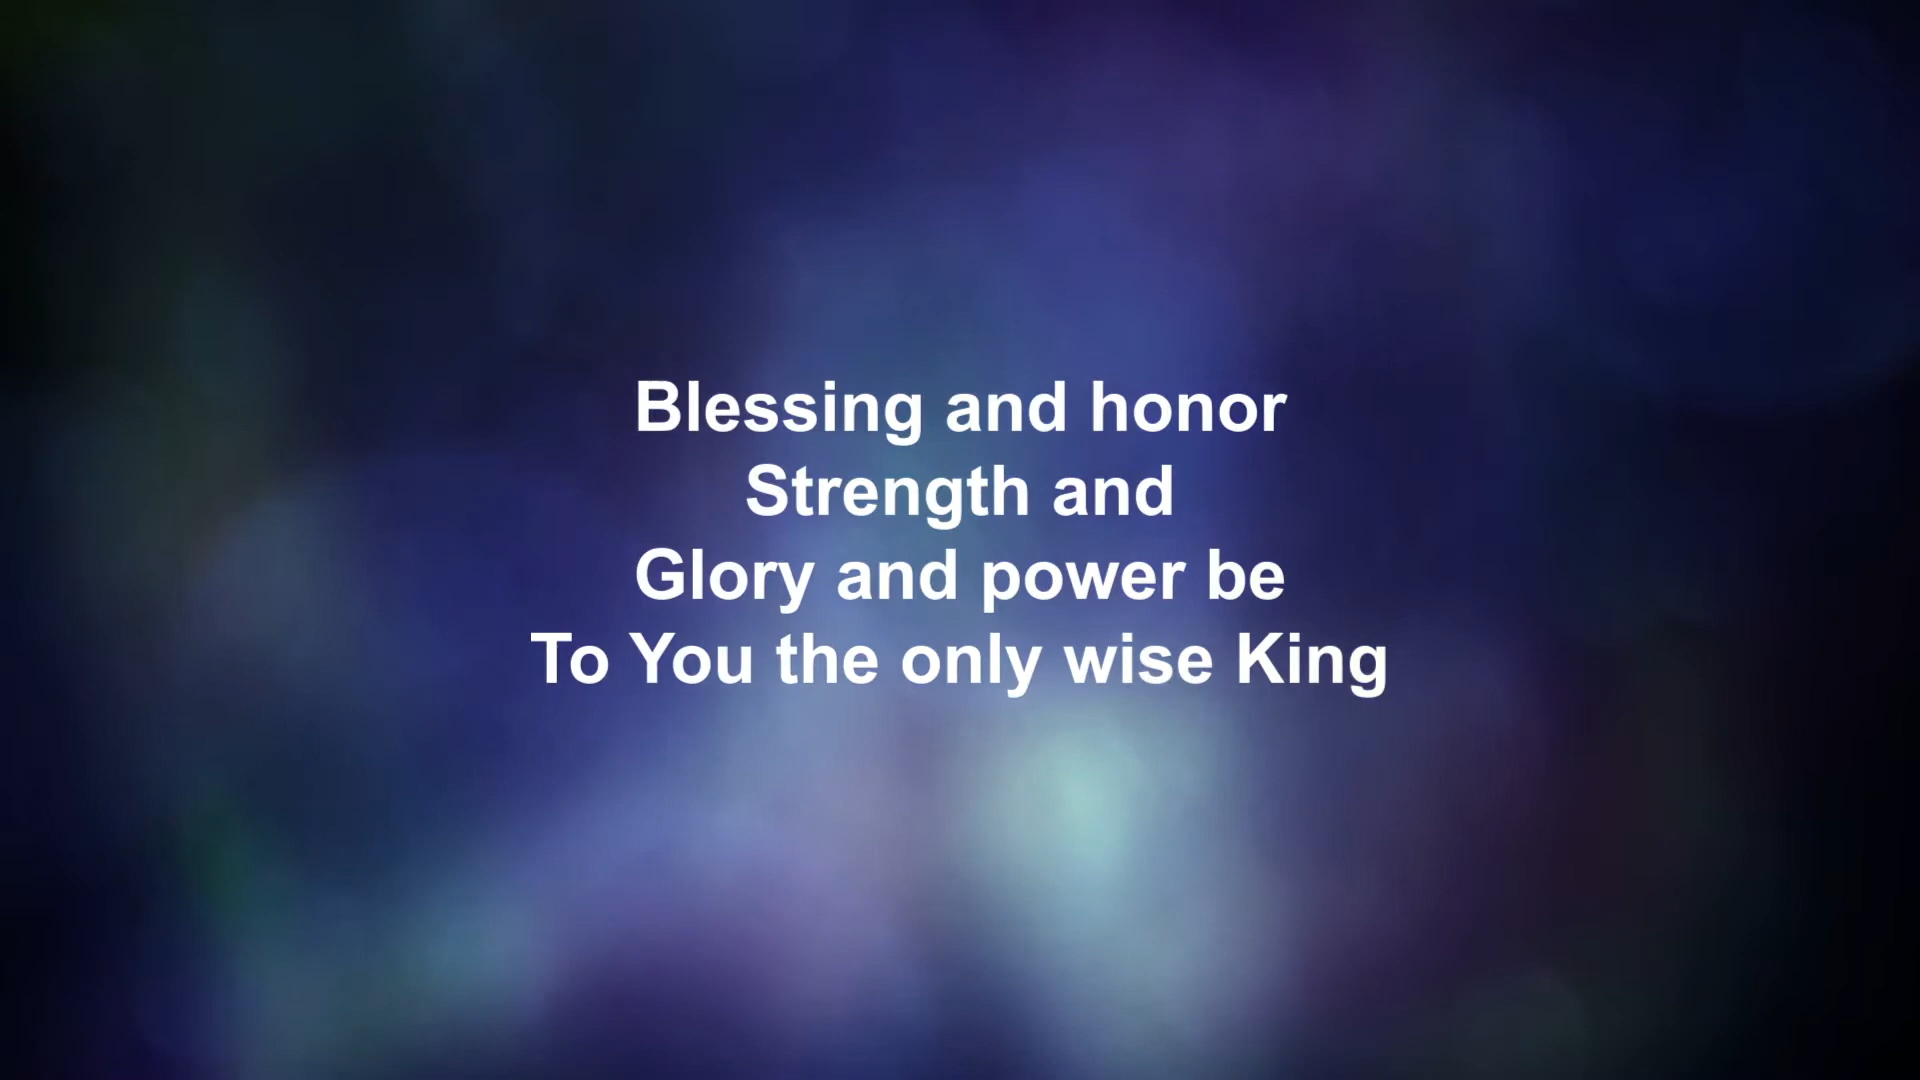 Blessing and honor
Strength and
Glory and power be
To You the only wise King